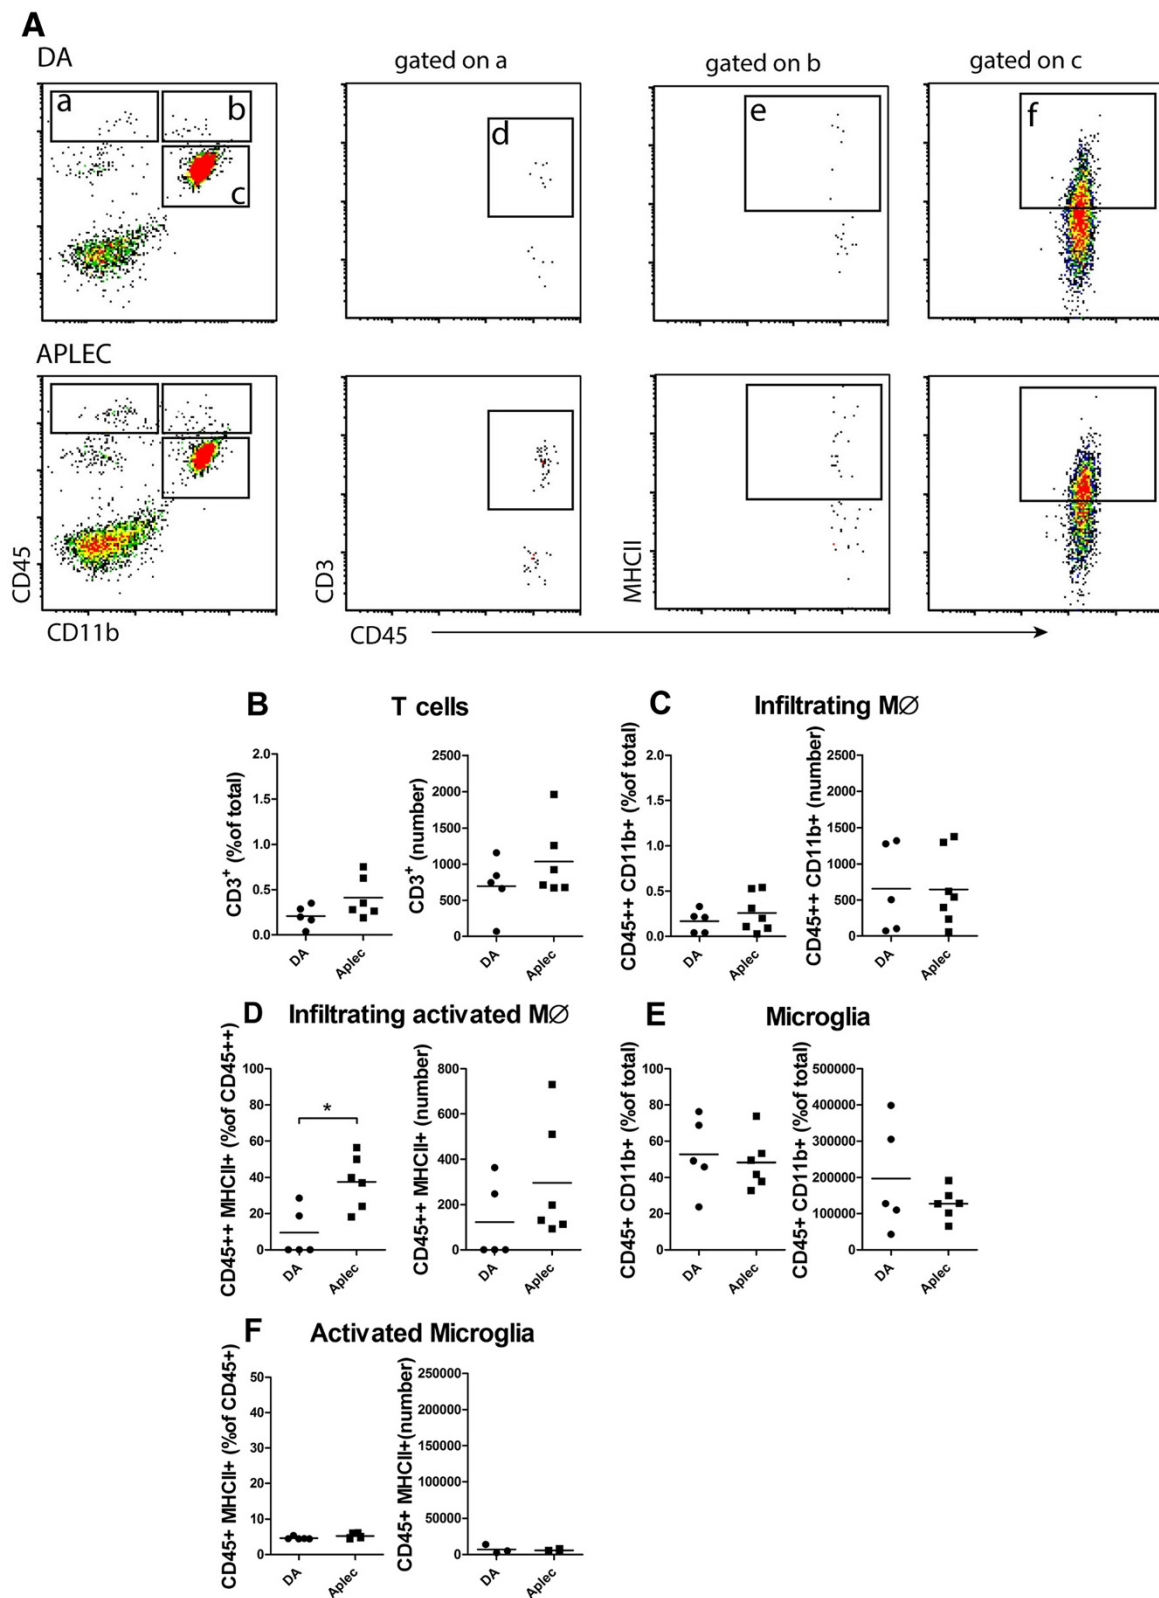 A
DA
gated on a
gated on b
gated on c
a
b
c
d
e
f
APLEC
CD45
CD11b
CD3
CD45
MHCII
B T cells
CD3+ (%of total)
2.0
1.5
1.0
0.5
0.0
DA
Aplec
CD3+ (number)
2500
2000
1500
1000
500
0
DA
Aplec
C Infiltrating MØ
CD45++ CD11b+ (%of total)
2.0
1.5
1.0
0.5
0.0
DA
Aplec
CD45++ CD11b+ (number)
2500
2000
1500
1000
500
0
DA
Aplec
D Infiltrating activated MØ
CD45++ MHCII+ (%of CD45++)
100
80
60
40
20
0
*
DA
Aplec
CD45++ MHCII+ (number)
800
600
400
200
0
DA
Aplec
E Microglia
CD45+ CD11b+ (%of total)
100
80
60
40
20
0
DA
Aplec
CD45+ CD11b+ (%of total)
500000
400000
300000
200000
100000
0
DA
Aplec
F Activated Microglia
CD45+ MHCII+ (%of CD45+)
50
40
30
20
10
0
DA
Aplec
CD45+ MHCII+(number)
250000
200000
150000
100000
50000
0
DA
Aplec